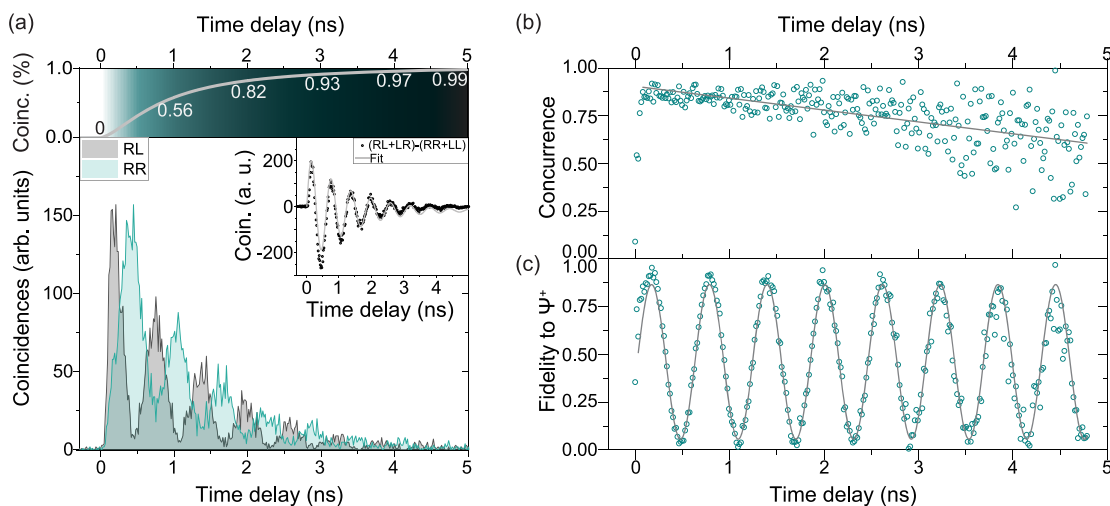 (a)
Time delay (ns)
0 1 2 3 4 5
Coinc. (%)
1.0
0.0
0 0.56 0.82 0.93 0.97 0.99
RL
RR
Coincidences (arb. units)
150
100
50
0
0 1 2 3 4 5
Time delay (ns)
(RL+LR)-(RR+LL)
Fit
Coin. (a. u.)
200
0
-200
0 1 2 3 4 5
Time delay (ns)
(b)
Time delay (ns)
0 1 2 3 4 5
Concurrence
1.00
0.75
0.50
0.25
0.00
(c)
Fidelity to Ψ⁺
1.00
0.75
0.50
0.25
0.00
0 1 2 3 4 5
Time delay (ns)